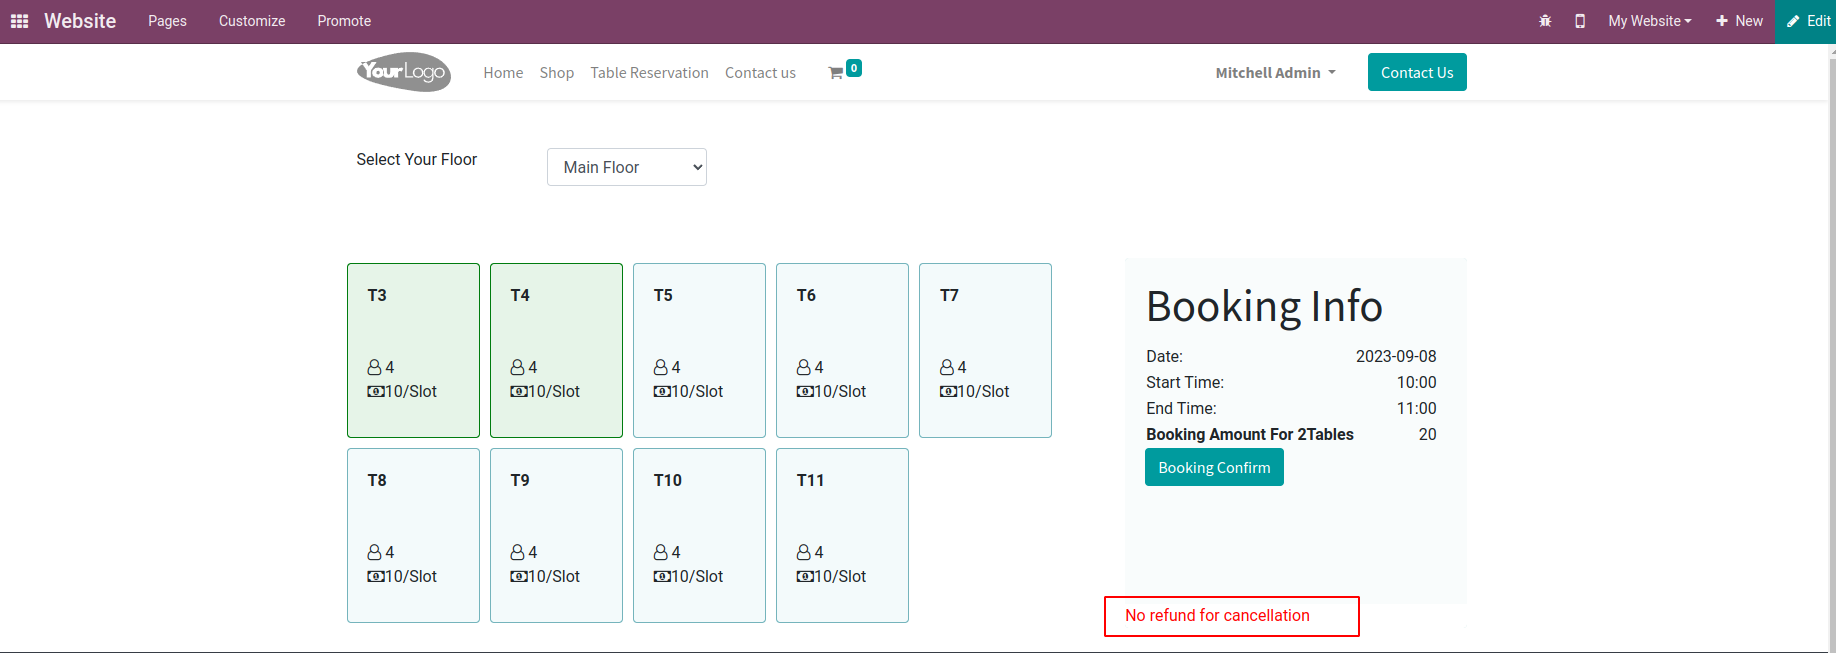 Website Pages Customize Promote My Website New Edit
YourLogo Home Shop Table Reservation Contact us 0 Mitchell Admin Contact Us
Select Your Floor Main Floor
T3 T4 T5 T6 T7
4 4 4 4 4
10/Slot 10/Slot 10/Slot 10/Slot 10/Slot
T8 T9 T10 T11
4 4 4 4
10/Slot 10/Slot 10/Slot 10/Slot
Booking Info
Date: 2023-09-08
Start Time: 10:00
End Time: 11:00
Booking Amount For 2Tables 20
Booking Confirm
No refund for cancellation